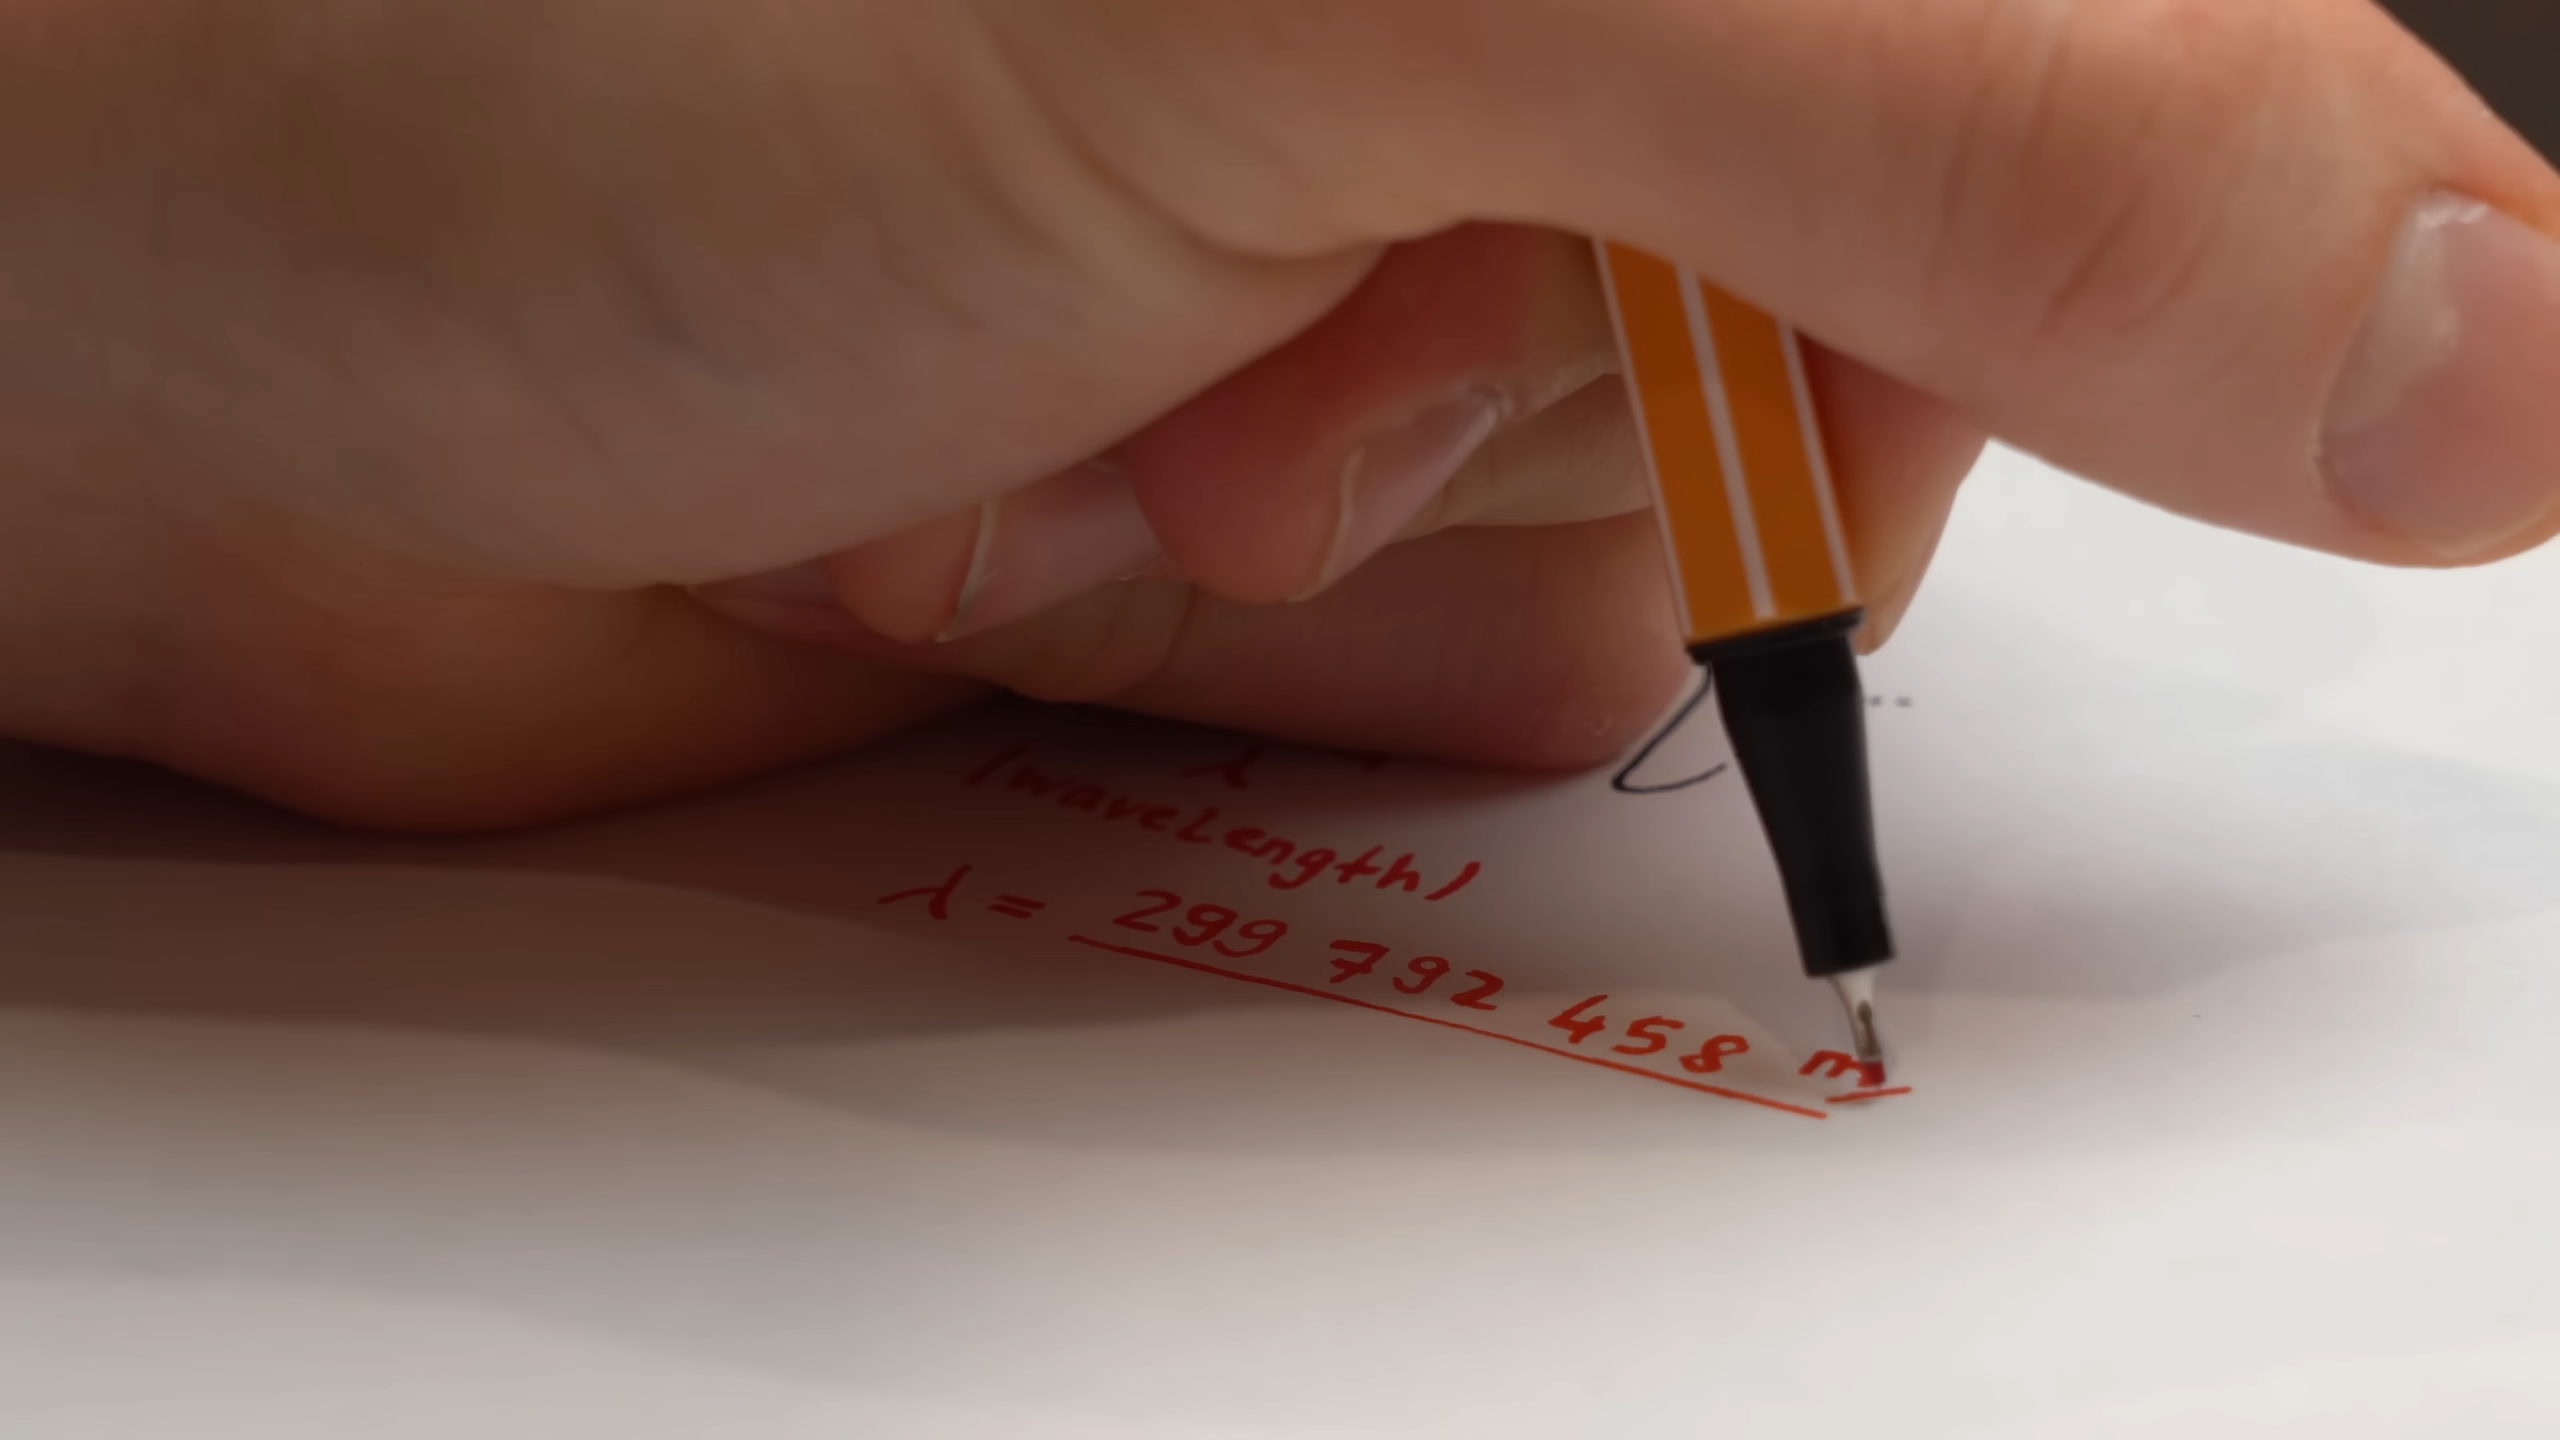 λ
(waveLength)
λ = 299 792 458 m